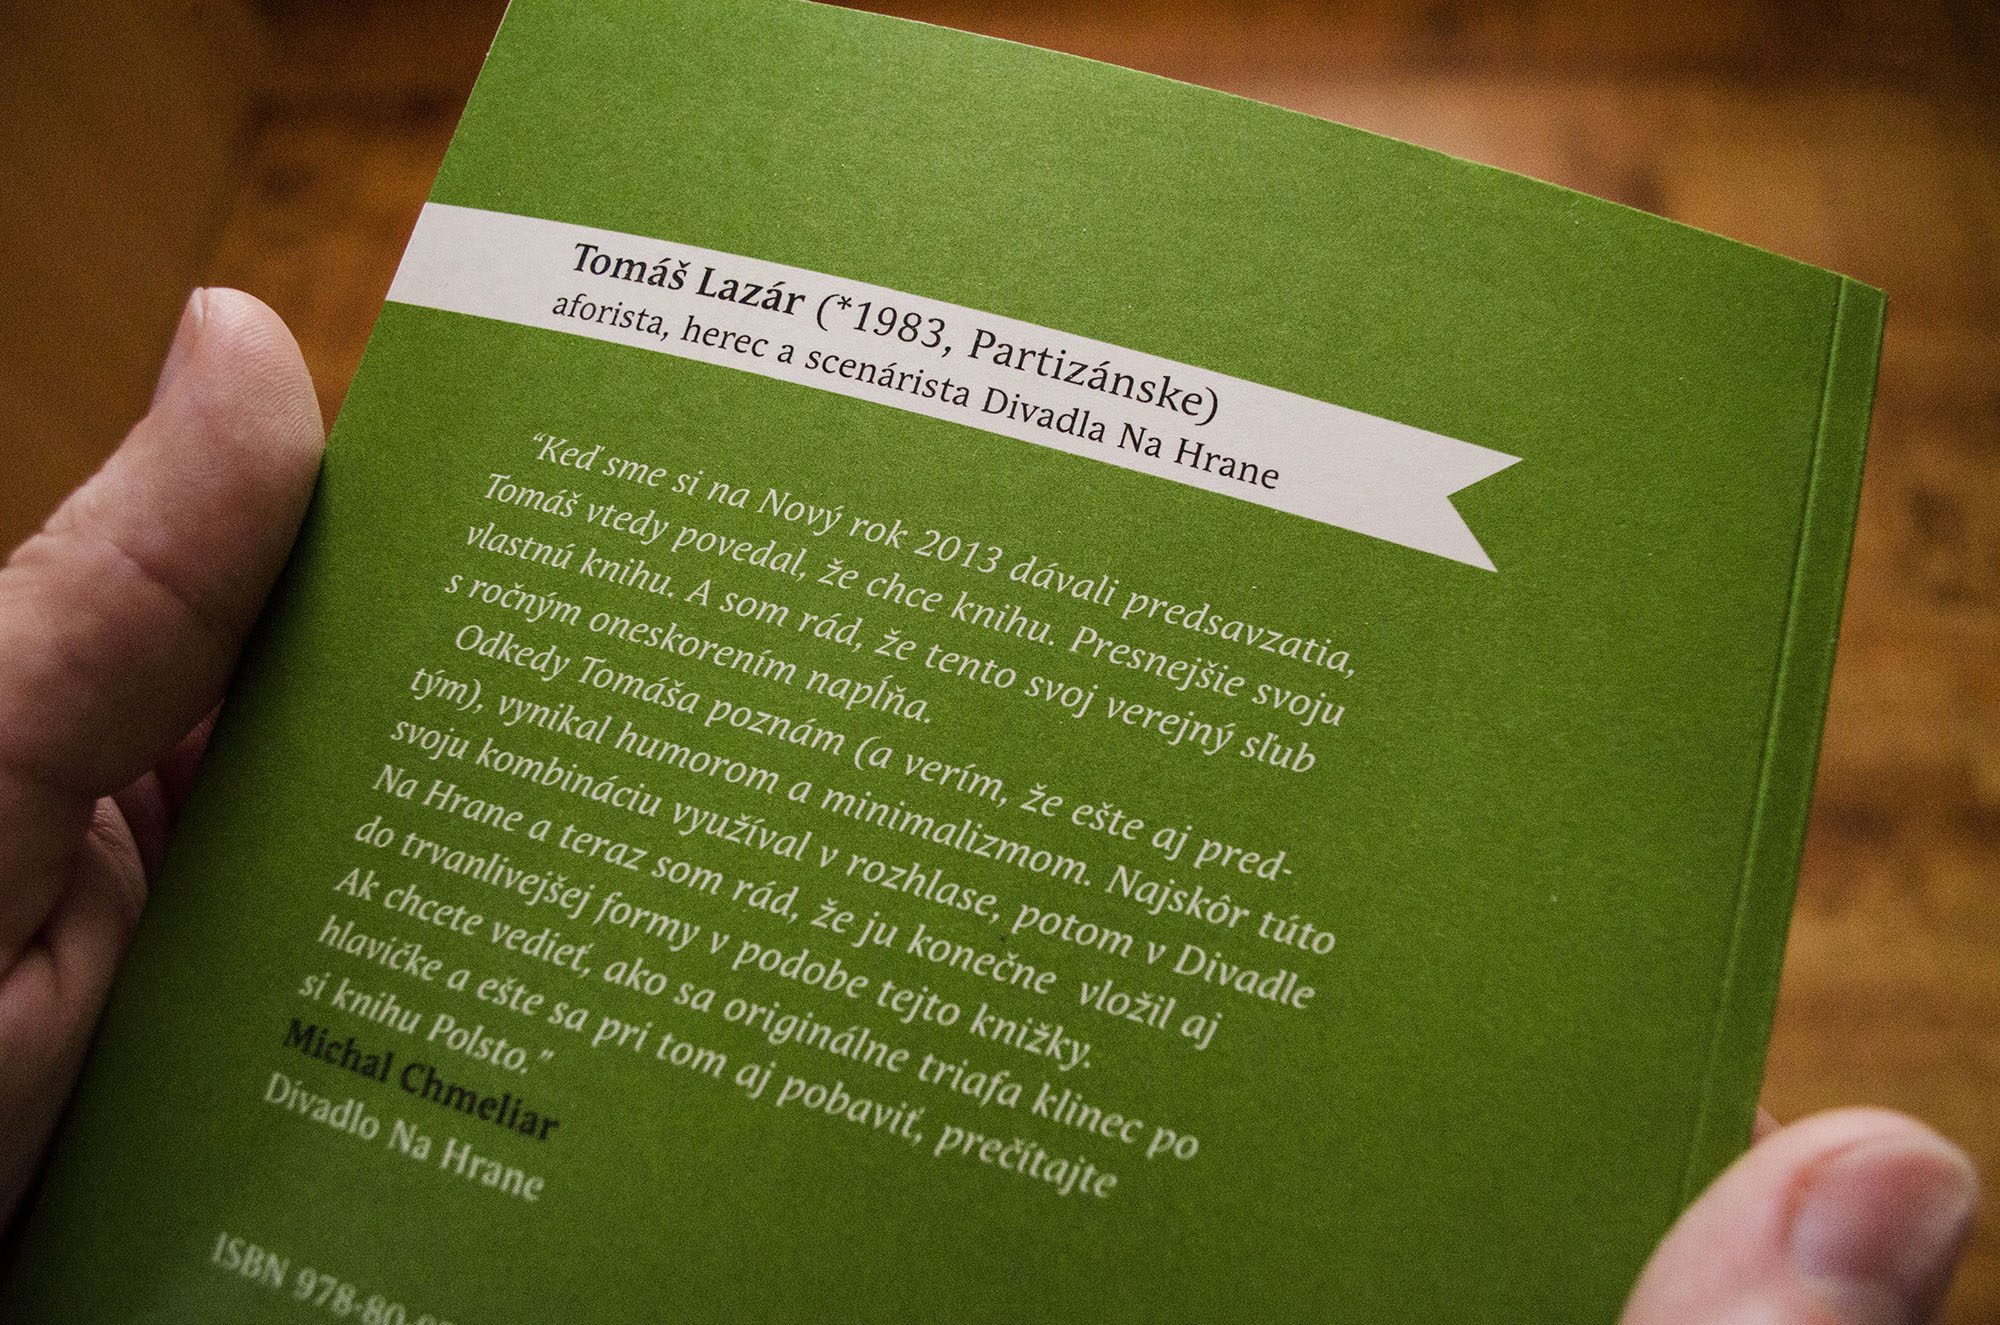 Tomáš Lazár (*1983, Partizánske)
aforista, herec a scenárista Divadla Na Hrane
“Keď sme si na Nový rok 2013 dávali predsavzatia,
Tomáš vtedy povedal, že chce knihu. Presnejšie svoju
vlastnú knihu. A som rád, že tento svoj verejný sľub
s ročným oneskorením napĺňa.
Odkedy Tomáša poznám (a verím, že ešte aj pred-
tým), vynikal humorom a minimalizmom. Najskôr túto
svoju kombináciu využíval v rozhlase, potom v Divadle
Na Hrane a teraz som rád, že ju konečne vložil aj
do trvanlivejšej formy v podobe tejto knižky.
Ak chcete vedieť, ako sa originálne triafa klinec po
hlavičke a ešte sa pri tom aj pobaviť, prečítajte
si knihu Polsto.”
Michal Chmeliar
Divadlo Na Hrane
ISBN 978-80-